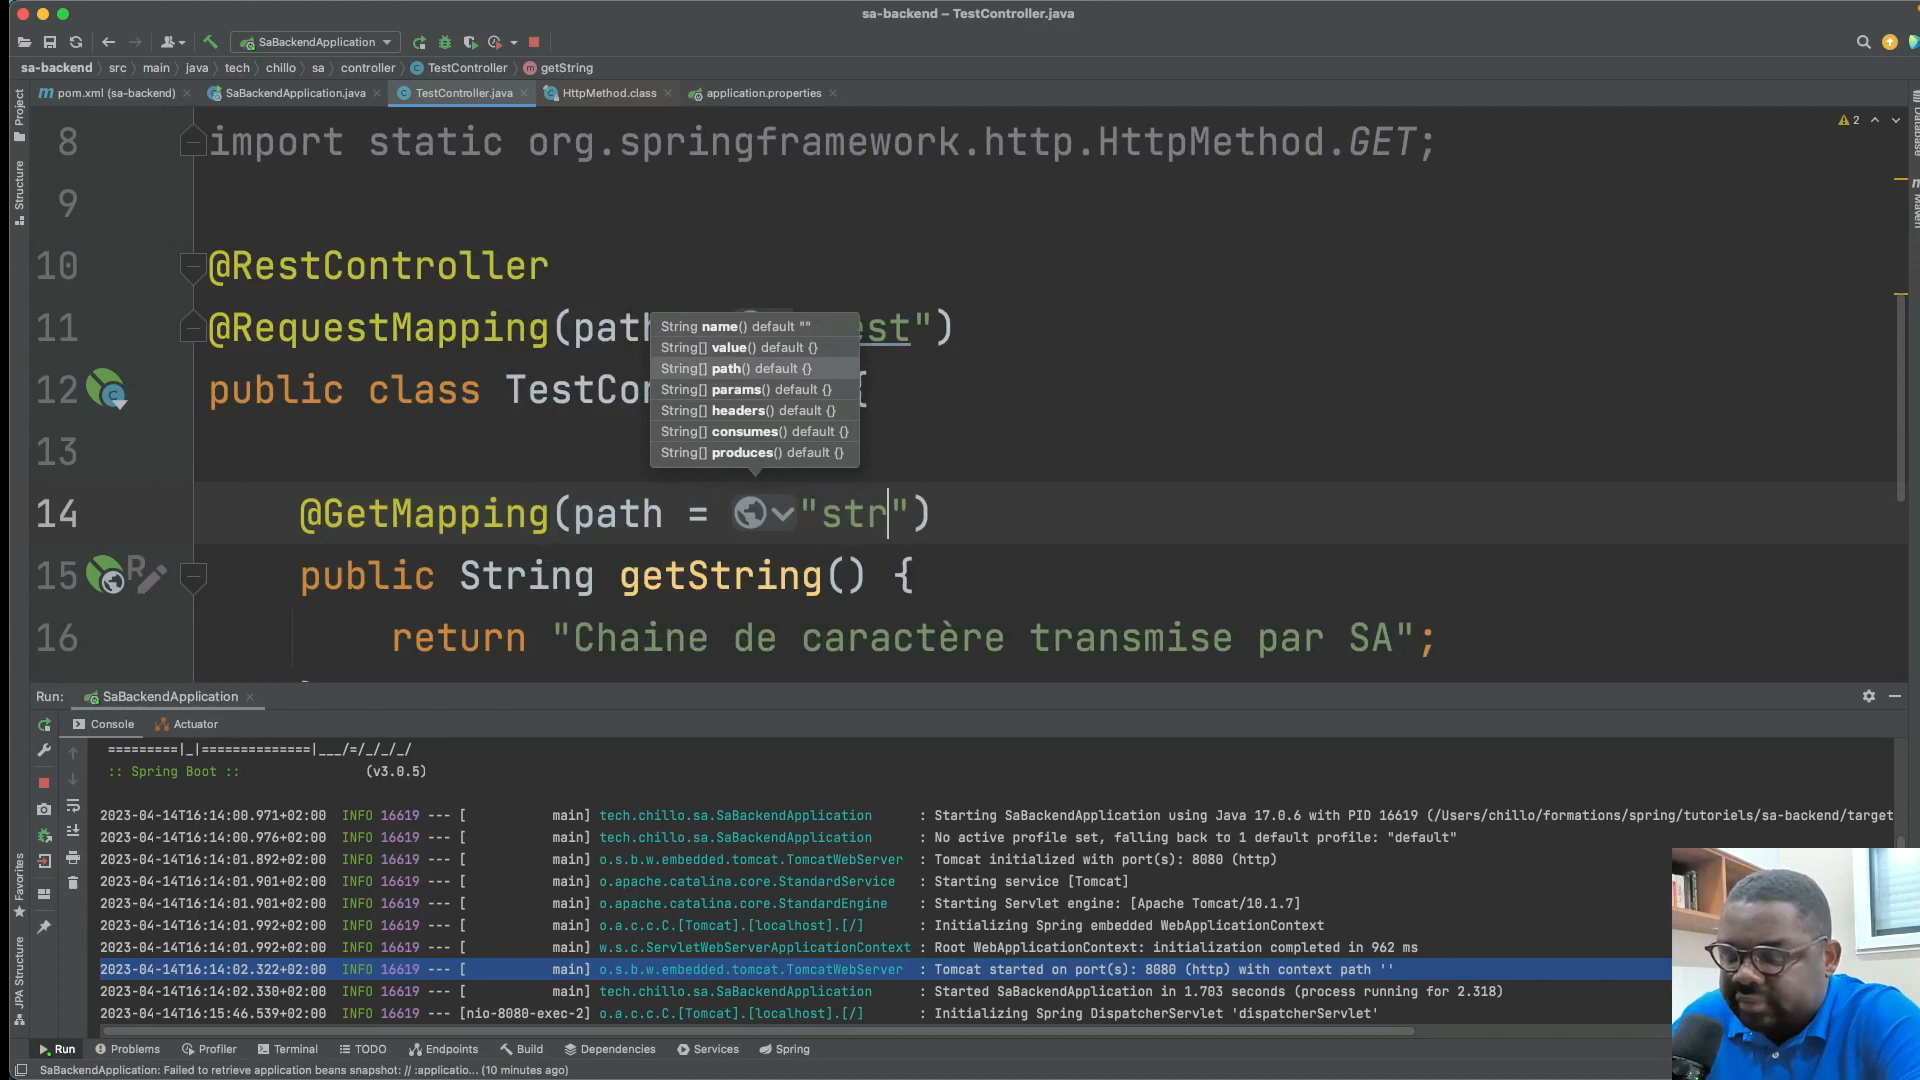 sa-backend – TestController.java
SaBackendApplication
sa-backend src main java tech chillo sa controller TestController getString
pom.xml (sa-backend) SaBackendApplication.java TestController.java HttpMethod.class application.properties
Project
Structure
Database
Maven
2
8 import static org.springframework.http.HttpMethod.GET;
9
10 @RestController
11 @RequestMapping(path est")
12 public class TestCon {
13
14 @GetMapping(path = "str")
15 public String getString() {
16 return "Chaine de caractère transmise par SA";
String name() default ""
String[] value() default {}
String[] path() default {}
String[] params() default {}
String[] headers() default {}
String[] consumes() default {}
String[] produces() default {}
Run: SaBackendApplication
Console Actuator
=========|_|==============|___/=/_/_/_/
:: Spring Boot :: (v3.0.5)
2023-04-14T16:14:00.971+02:00 INFO 16619 --- [ main] tech.chillo.sa.SaBackendApplication : Starting SaBackendApplication using Java 17.0.6 with PID 16619 (/Users/chillo/formations/spring/tutoriels/sa-backend/target
2023-04-14T16:14:00.976+02:00 INFO 16619 --- [ main] tech.chillo.sa.SaBackendApplication : No active profile set, falling back to 1 default profile: "default"
2023-04-14T16:14:01.892+02:00 INFO 16619 --- [ main] o.s.b.w.embedded.tomcat.TomcatWebServer : Tomcat initialized with port(s): 8080 (http)
2023-04-14T16:14:01.901+02:00 INFO 16619 --- [ main] o.apache.catalina.core.StandardService : Starting service [Tomcat]
2023-04-14T16:14:01.901+02:00 INFO 16619 --- [ main] o.apache.catalina.core.StandardEngine : Starting Servlet engine: [Apache Tomcat/10.1.7]
2023-04-14T16:14:01.992+02:00 INFO 16619 --- [ main] o.a.c.c.C.[Tomcat].[localhost].[/] : Initializing Spring embedded WebApplicationContext
2023-04-14T16:14:01.992+02:00 INFO 16619 --- [ main] w.s.c.ServletWebServerApplicationContext : Root WebApplicationContext: initialization completed in 962 ms
2023-04-14T16:14:02.322+02:00 INFO 16619 --- [ main] o.s.b.w.embedded.tomcat.TomcatWebServer : Tomcat started on port(s): 8080 (http) with context path ''
2023-04-14T16:14:02.330+02:00 INFO 16619 --- [ main] tech.chillo.sa.SaBackendApplication : Started SaBackendApplication in 1.703 seconds (process running for 2.318)
2023-04-14T16:15:46.539+02:00 INFO 16619 --- [nio-8080-exec-2] o.a.c.c.C.[Tomcat].[localhost].[/] : Initializing Spring DispatcherServlet 'dispatcherServlet'
Favorites
JPA Structure
Run Problems Profiler Terminal TODO Endpoints Build Dependencies Services Spring
SaBackendApplication: Failed to retrieve application beans snapshot: // :applicatio... (10 minutes ago)